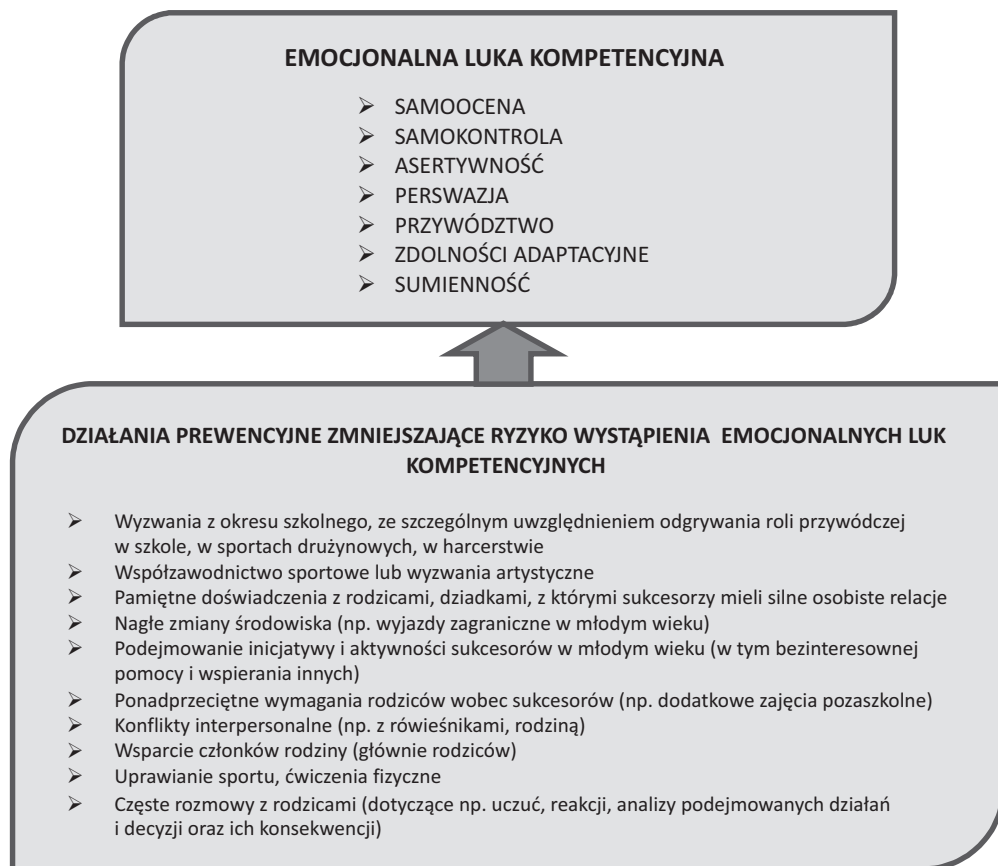 EMOCJONALNA LUKA KOMPETENCYJNA
➢ SAMOOCENA
➢ SAMOKONTROLA
➢ ASERTYWNOŚĆ
➢ PERSWAZJA
➢ PRZYWÓDZTWO
➢ ZDOLNOŚCI ADAPTACYJNE
➢ SUMIENNOŚĆ
DZIAŁANIA PREWENCYJNE ZMNIEJSZAJĄCE RYZYKO WYSTĄPIENIA EMOCJONALNYCH LUK
KOMPETENCYJNYCH
➢ Wyzwania z okresu szkolnego, ze szczególnym uwzględnieniem odgrywania roli przywódczej
w szkole, w sportach drużynowych, w harcerstwie
➢ Współzawodnictwo sportowe lub wyzwania artystyczne
➢ Pamiętne doświadczenia z rodzicami, dziadkami, z którymi sukcesorzy mieli silne osobiste relacje
➢ Nagłe zmiany środowiska (np. wyjazdy zagraniczne w młodym wieku)
➢ Podejmowanie inicjatywy i aktywności sukcesorów w młodym wieku (w tym bezinteresownej
pomocy i wspierania innych)
➢ Ponadprzeciętne wymagania rodziców wobec sukcesorów (np. dodatkowe zajęcia pozaszkolne)
➢ Konflikty interpersonalne (np. z rówieśnikami, rodziną)
➢ Wsparcie członków rodziny (głównie rodziców)
➢ Uprawianie sportu, ćwiczenia fizyczne
➢ Częste rozmowy z rodzicami (dotyczące np. uczuć, reakcji, analizy podejmowanych działań
i decyzji oraz ich konsekwencji)